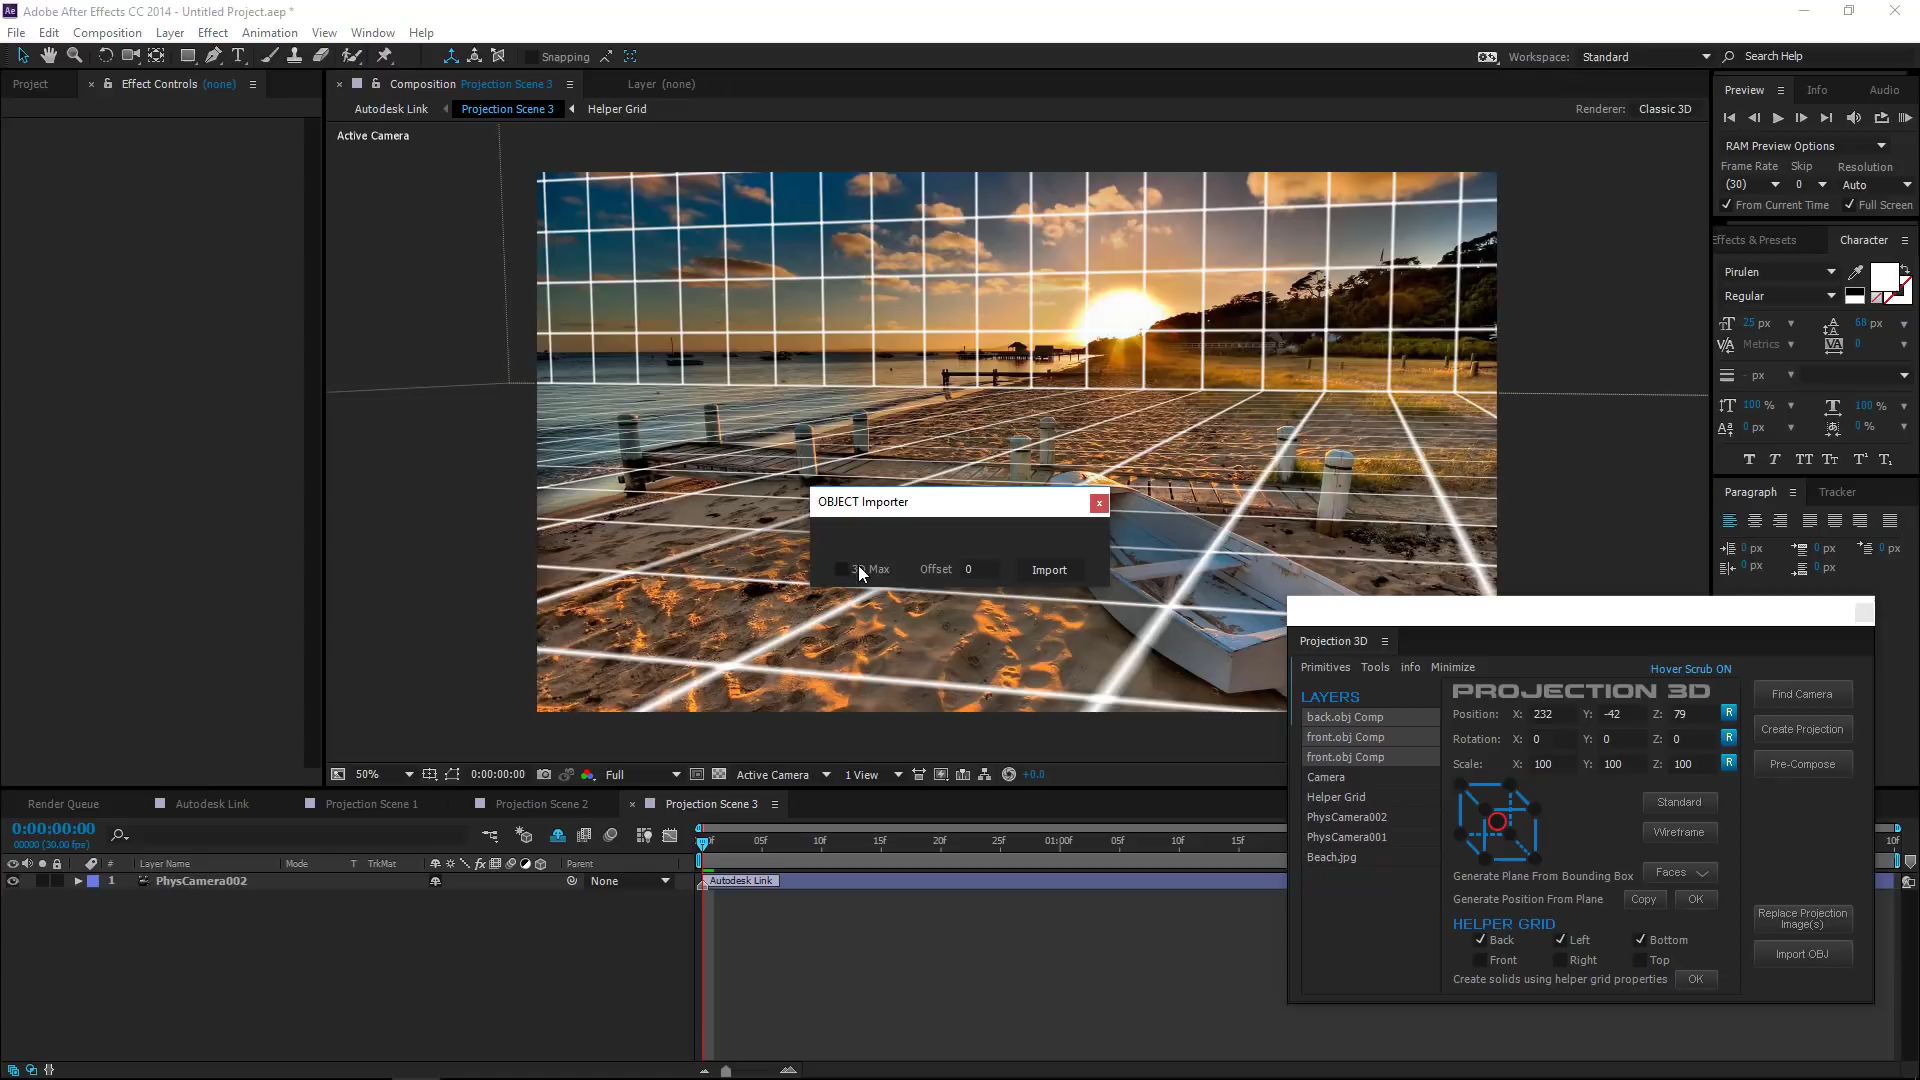 Adobe After Effects CC 2014 - Untitled Project.aep *
File Edit Composition Layer Effect Animation View Window Help
Snapping
Workspace: Standard
Search Help
Project
Effect Controls (none)
Composition Projection Scene 3
Layer (none)
Autodesk Link
Projection Scene 3
Helper Grid
Renderer: Classic 3D
Active Camera
Preview Info Audio
RAM Preview Options
Frame Rate Skip Resolution
(30) 0 Auto
From Current Time Full Screen
Effects & Presets Character
Pirulen
Regular
25 px 68 px
Metrics 0
- px
100 % 100 %
0 px 0 %
Paragraph Tracker
0 px 0 px 0 px
0 px 0 px
OBJECT Importer
x
3D Max Offset 0 Import
Projection 3D
Primitives Tools info Minimize Hover Scrub ON
LAYERS
back.obj Comp
front.obj Comp
front.obj Comp
Camera
Helper Grid
PhysCamera002
PhysCamera001
Beach.jpg
PROJECTION 3D
Position: X: 232 Y: -42 Z: 79 R
Rotation: X: 0 Y: 0 Z: 0 R
Scale: X: 100 Y: 100 Z: 100 R
Standard
Wireframe
Generate Plane From Bounding Box Faces
Generate Position From Plane Copy OK
HELPER GRID
Back Left Bottom
Front Right Top
Create solids using helper grid properties OK
Find Camera
Create Projection
Pre-Compose
Replace Projection
Image(s)
Import OBJ
50% 0:00:00:00 Full Active Camera 1 View +0.0
Render Queue Autodesk Link Projection Scene 1 Projection Scene 2 Projection Scene 3
0:00:00:00
00000 (30.00 fps)
05f 10f 15f 20f 25f 01:00f 05f 10f 15f
10f
# Layer Name Mode T TrkMat Parent
1 PhysCamera002 None
Autodesk Link